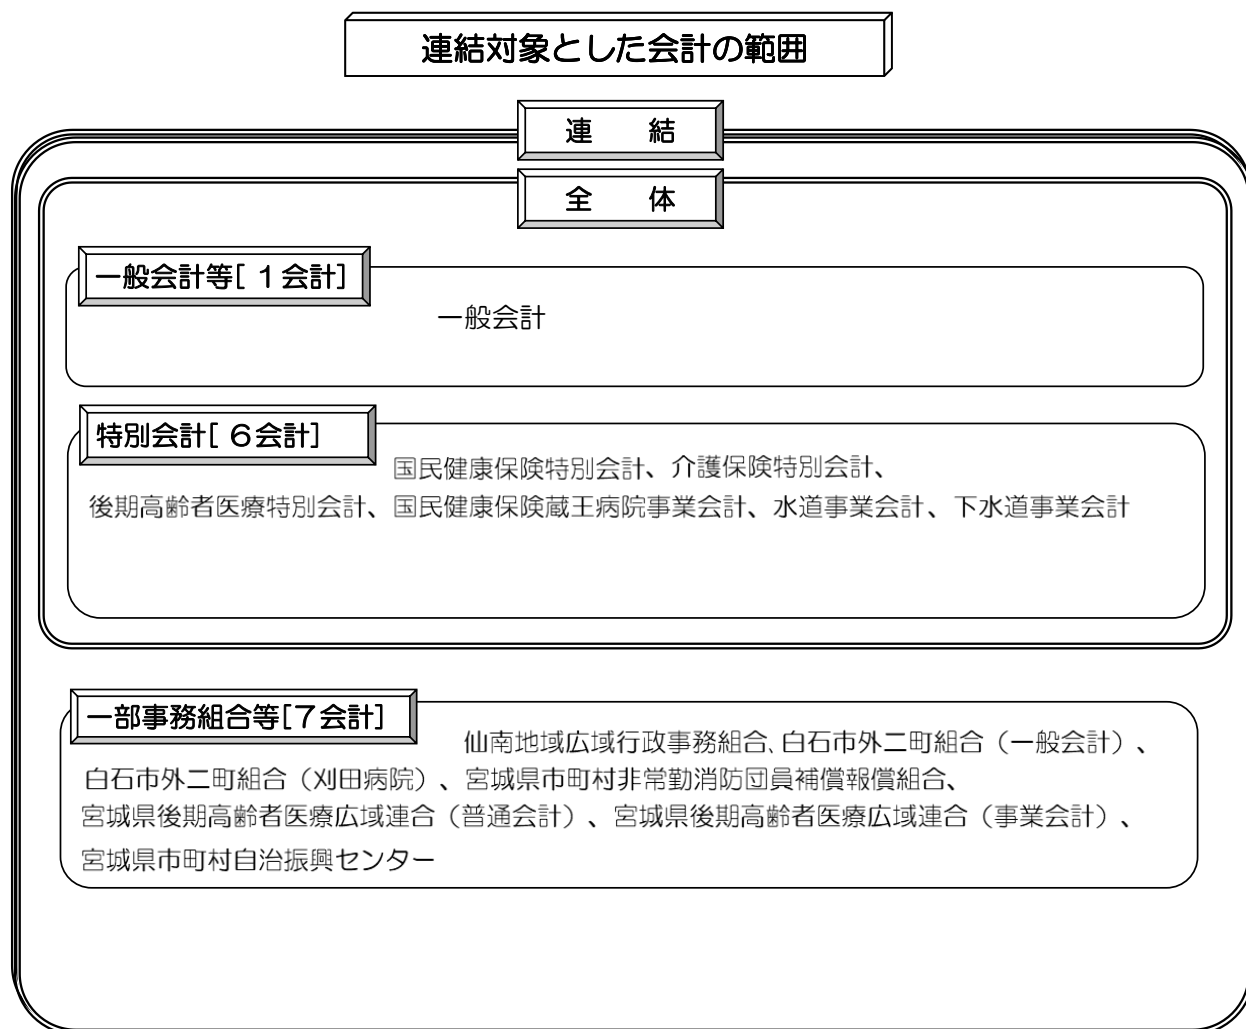 連結対象とした会計の範囲
連　　結
全　　体
一般会計等[ 1会計]
一般会計
特別会計[ 6会計]
国民健康保険特別会計、介護保険特別会計、
後期高齢者医療特別会計、国民健康保険蔵王病院事業会計、水道事業会計、下水道事業会計
一部事務組合等[7会計]
仙南地域広域行政事務組合、白石市外二町組合（一般会計）、
白石市外二町組合（刈田病院）、宮城県市町村非常勤消防団員補償報償組合、
宮城県後期高齢者医療広域連合（普通会計）、宮城県後期高齢者医療広域連合（事業会計）、
宮城県市町村自治振興センター